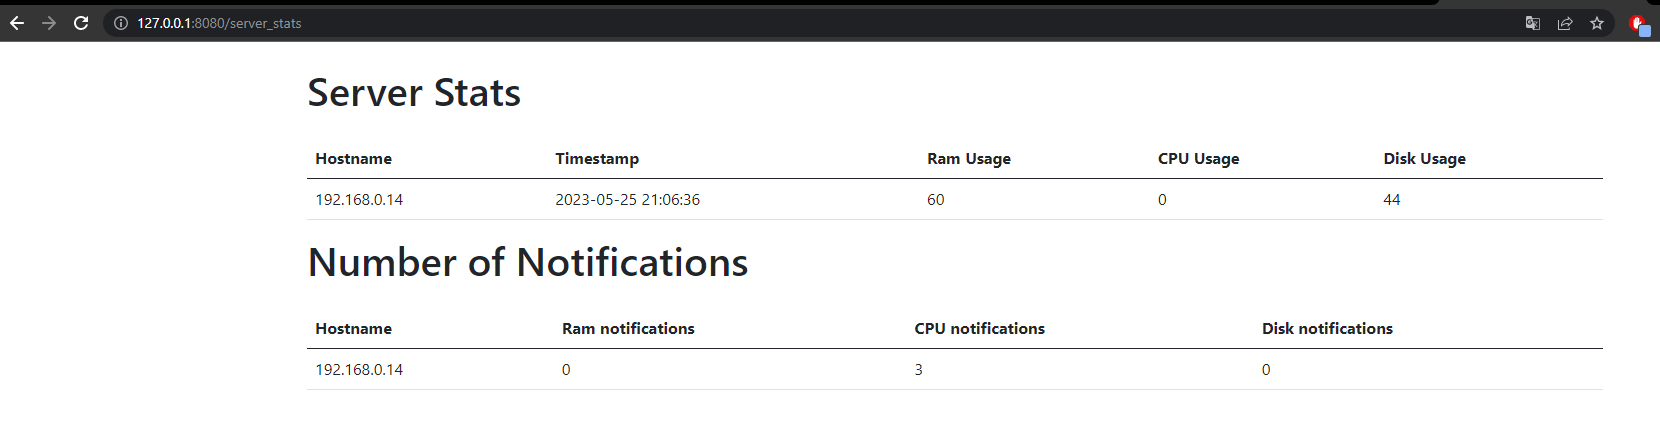 127.0.0.1:8080/server_stats
Server Stats
Hostname Timestamp Ram Usage CPU Usage Disk Usage
192.168.0.14 2023-05-25 21:06:36 60 0 44
Number of Notifications
Hostname Ram notifications CPU notifications Disk notifications
192.168.0.14 0 3 0